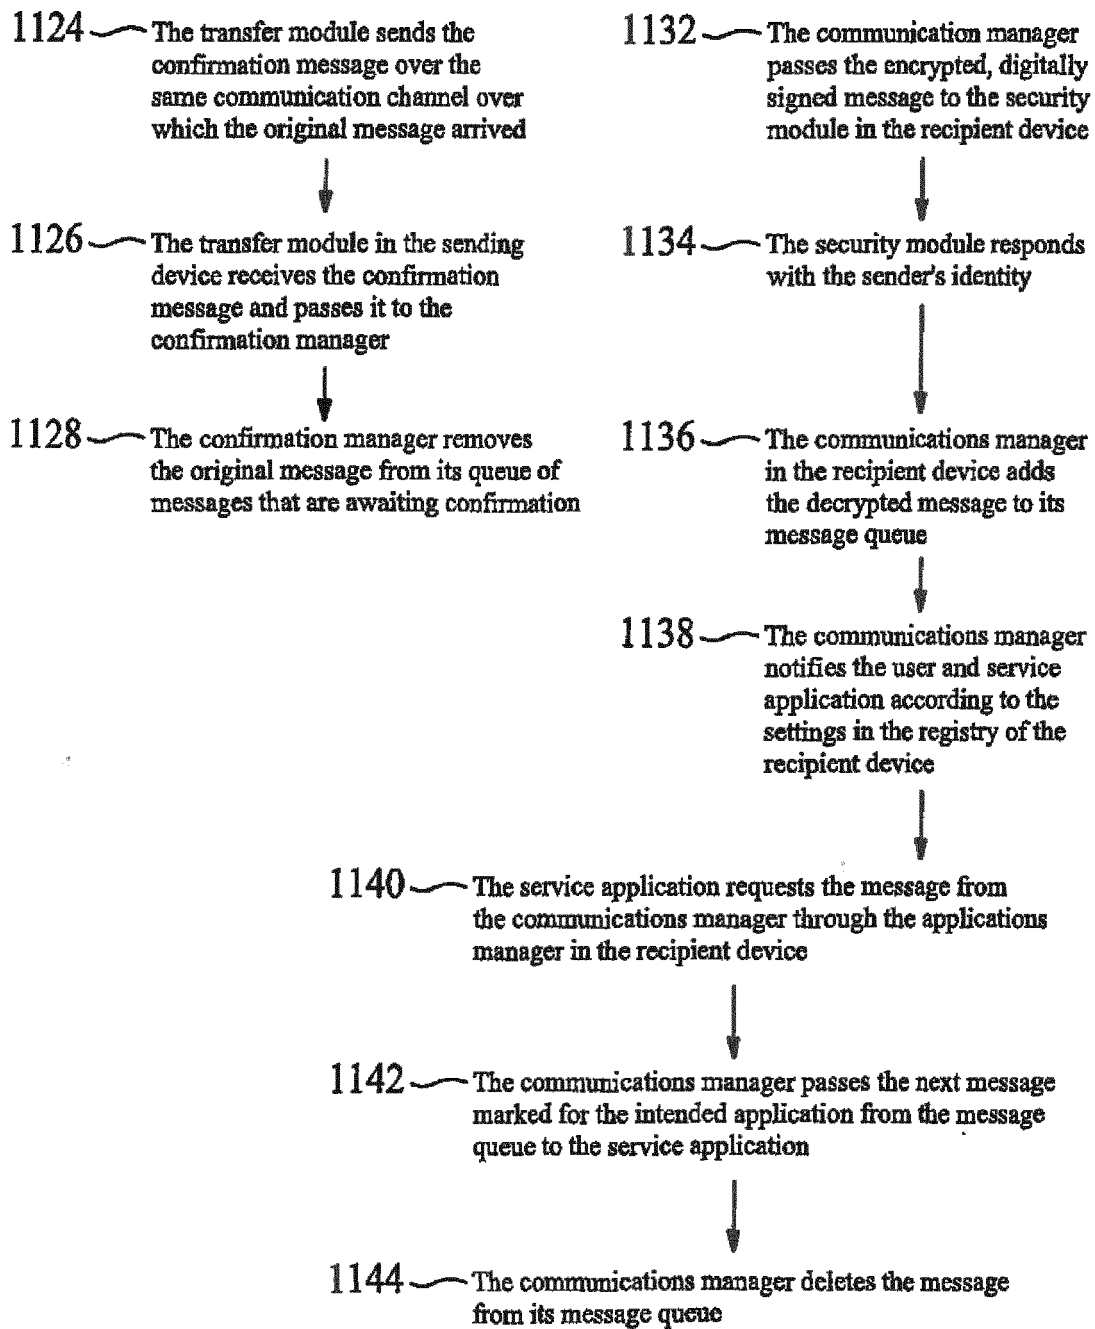 1124 The transfer module sends the
confirmation message over the
same communication channel over
which the original message arrived
1126 The transfer module in the sending
device receives the confirmation
message and passes it to the
confirmation manager
1128 The confirmation manager removes
the original message from its queue of
messages that are awaiting confirmation
1132 The communication manager
passes the encrypted, digitally
signed message to the security
module in the recipient device
1134 The security module responds
with the sender's identity
1136 The communications manager
in the recipient device adds
the decrypted message to its
message queue
1138 The communications manager
notifies the user and service
application according to the
settings in the registry of the
recipient device
1140 The service application requests the message from
the communications manager through the applications
manager in the recipient device
1142 The communications manager passes the next message
marked for the intended application from the message
queue to the service application
1144 The communications manager deletes the message
from its message queue